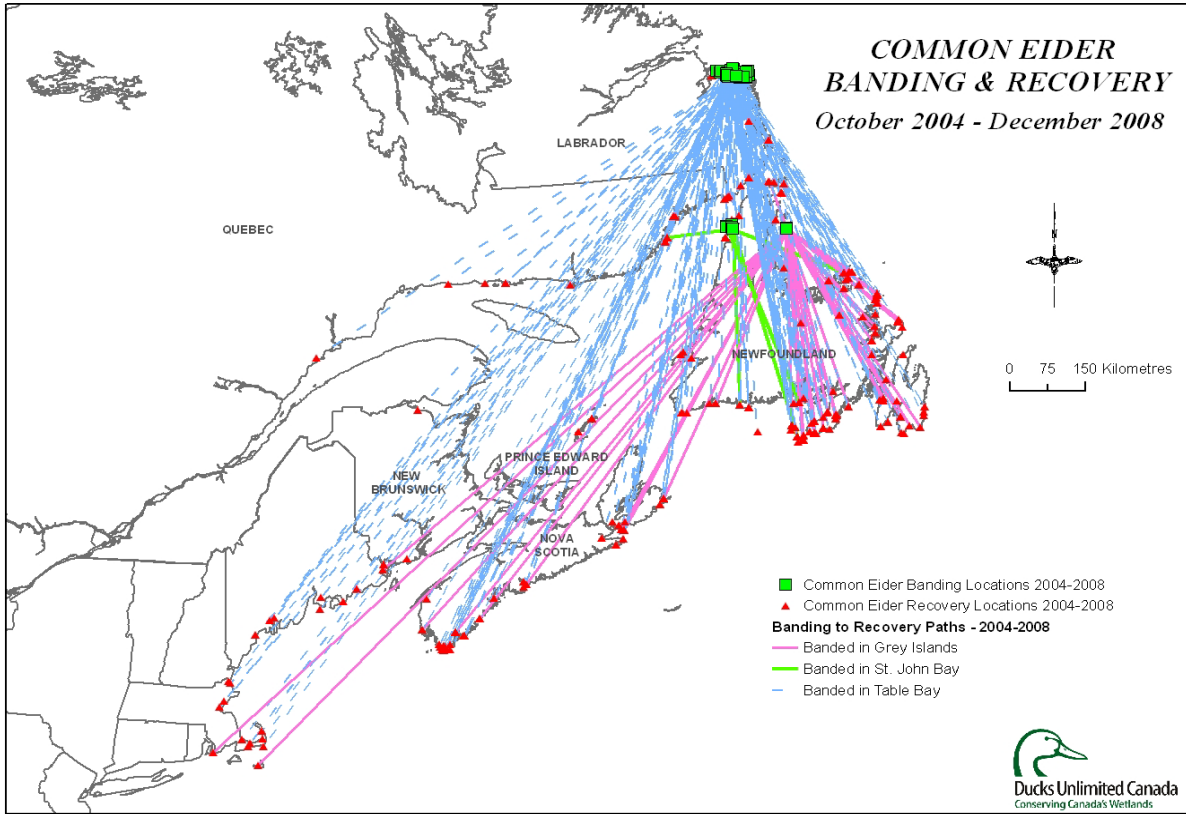 COMMON EIDER
BANDING & RECOVERY
October 2004 - December 2008
LABRADOR
QUEBEC
N
NEWFOUNDLAND
0 75 150 Kilometres
PRINCE EDWARD
ISLAND
NEW
BRUNSWICK
NOVA
SCOTIA
Common Eider Banding Locations 2004-2008
Common Eider Recovery Locations 2004-2008
Banding to Recovery Paths - 2004-2008
Banded in Grey Islands
Banded in St. John Bay
Banded in Table Bay
Ducks Unlimited Canada
Conserving Canada's Wetlands